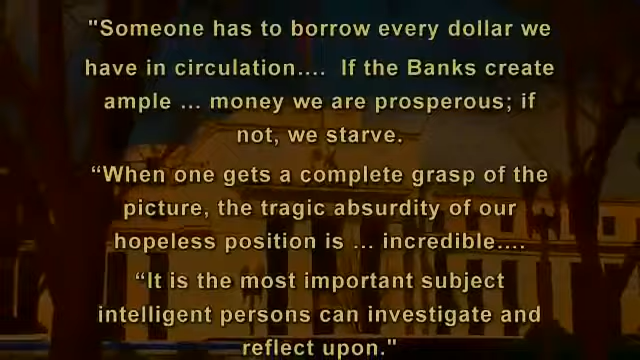 "Someone has to borrow every dollar we
have in circulation.... If the Banks create
ample ... money we are prosperous; if
not, we starve.
“When one gets a complete grasp of the
picture, the tragic absurdity of our
hopeless position is ... incredible....
“It is the most important subject
intelligent persons can investigate and
reflect upon."